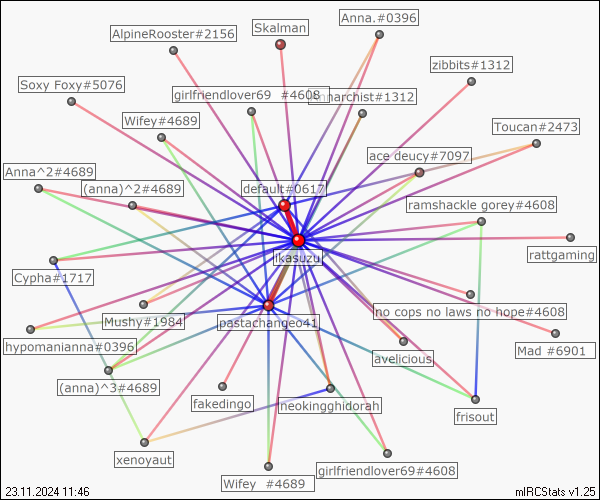 Anna.#0396
Skalman
AlpineRooster#2156
zibbits#1312
Soxy Foxy#5076
girlfriendlover69 #4608
narchist#1312
Wifey#4689
Toucan#2473
ace deucy#7097
Anna^2#4689
(anna)^2#4689
default#0617
ramshackle gorey#4608
rattgaming
likasuzu
Cypha#1717
no cops no laws no hope#4608
Mushy#1984
pastachangeo41
hypomanianna#0396
Mad #6901
avelicious
(anna)^3#4689
fakedingo
neokingghidorah
frisout
xenoyaut
girlfriendlover69#4608
Wifey #4689
23.11.2024 11:46
mIRCStats v1.25